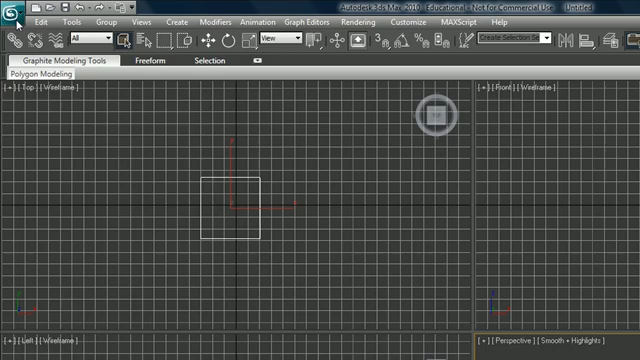 Autodesk 3ds Max 2010 - Educational - Not for Commercial Use Untitled
Edit Tools Group Views Create Modifiers Animation Graph Editors Rendering Customize MAXScript Help
All View Create Selection Se
Graphite Modeling Tools Freeform Selection
Polygon Modeling
[ + ] [ Top ] [ Wireframe ] [ + ] [ Front ] [ Wireframe ]
[ + ] [ Left ] [ Wireframe ] [ + ] [ Perspective ] [ Smooth + Highlights ]